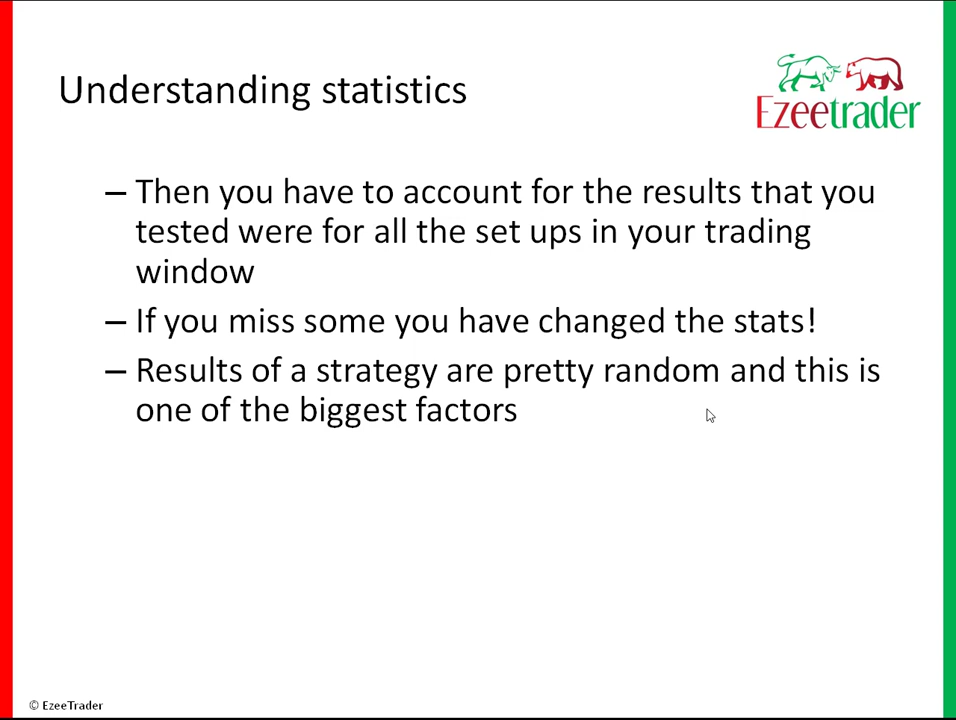 Understanding statistics
Ezeetrader
– Then you have to account for the results that you
tested were for all the set ups in your trading
window
– If you miss some you have changed the stats!
– Results of a strategy are pretty random and this is
one of the biggest factors
© EzeeTrader